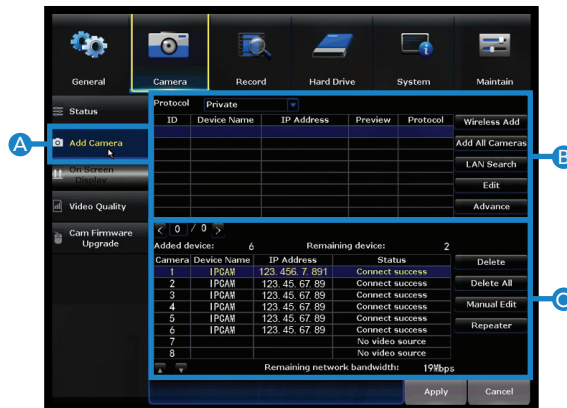 General Camera Record Hard Drive System Maintain
Status
A Add Camera
On Screen
Display
Video Quality
Cam Firmware
Upgrade
Protocol Private
ID Device Name IP Address Preview Protocol
Wireless Add
Add All Cameras
LAN Search
Edit
Advance
B
< 0 / 0 >
Added device: 6 Remaining device: 2
Camera Device Name IP Address Status
1 IPCAM 123. 456. 7. 891 Connect success
2 IPCAM 123. 45. 67. 89 Connect success
3 IPCAM 123. 45. 67. 89 Connect success
4 IPCAM 123. 45. 67. 89 Connect success
5 IPCAM 123. 45. 67. 89 Connect success
6 IPCAM 123. 45. 67. 89 Connect success
7 No video source
8 No video source
Remaining network bandwidth: 19Mbps
Delete
Delete All
Manual Edit
Repeater
C
Apply Cancel